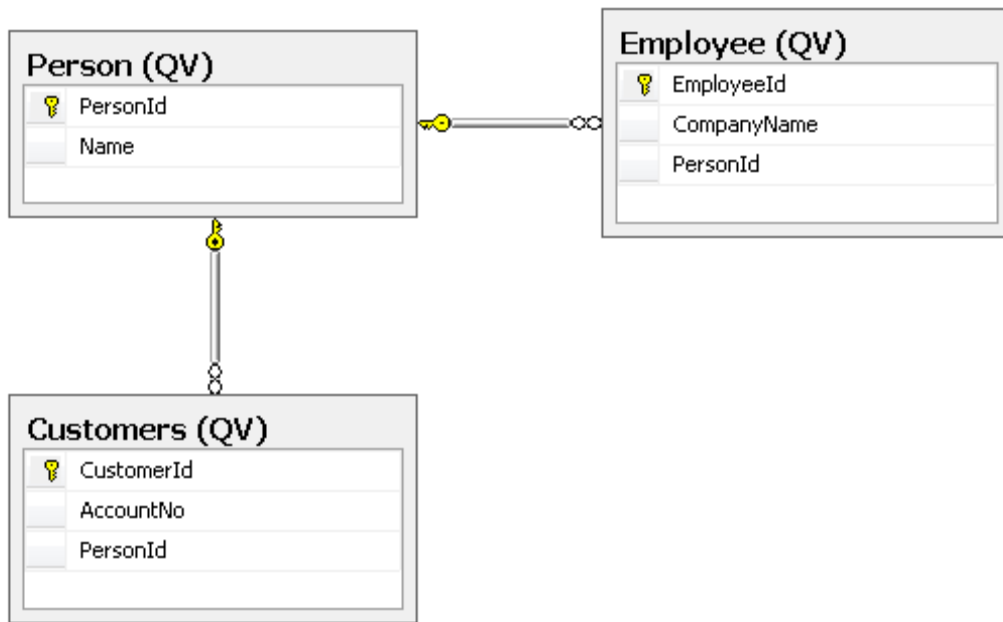 Person (QV)
PersonId
Name
Employee (QV)
EmployeeId
CompanyName
PersonId
Customers (QV)
CustomerId
AccountNo
PersonId